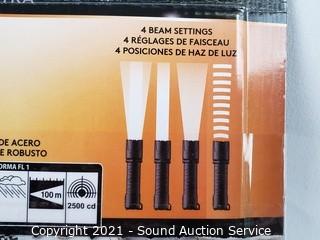 4 BEAM SETTINGS
4 RÉGLAGES DE FAISCEAU
4 POSICIONES DE HAZ DE LUZ
DE ACERO
E ROBUSTO
ORMA FL 1
100 m
2500 cd
Copyright 2021 - Sound Auction Service